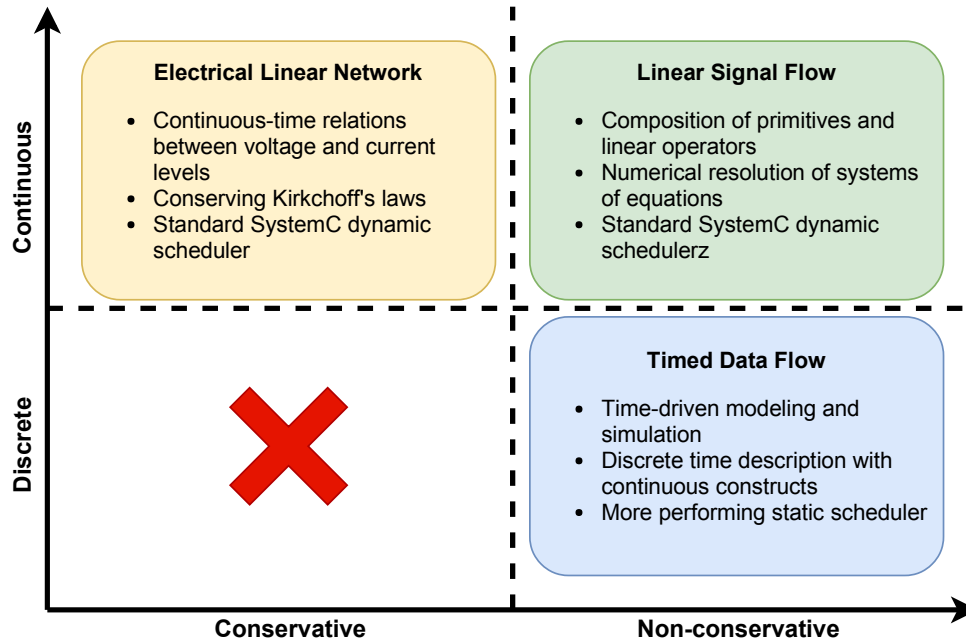 Continuous
Electrical Linear Network
• Continuous-time relations
between voltage and current
levels
• Conserving Kirkchoff's laws
• Standard SystemC dynamic
scheduler
Linear Signal Flow
• Composition of primitives and
linear operators
• Numerical resolution of systems
of equations
• Standard SystemC dynamic
schedulerz
Discrete
Timed Data Flow
• Time-driven modeling and
simulation
• Discrete time description with
continuous constructs
• More performing static scheduler
Conservative
Non-conservative